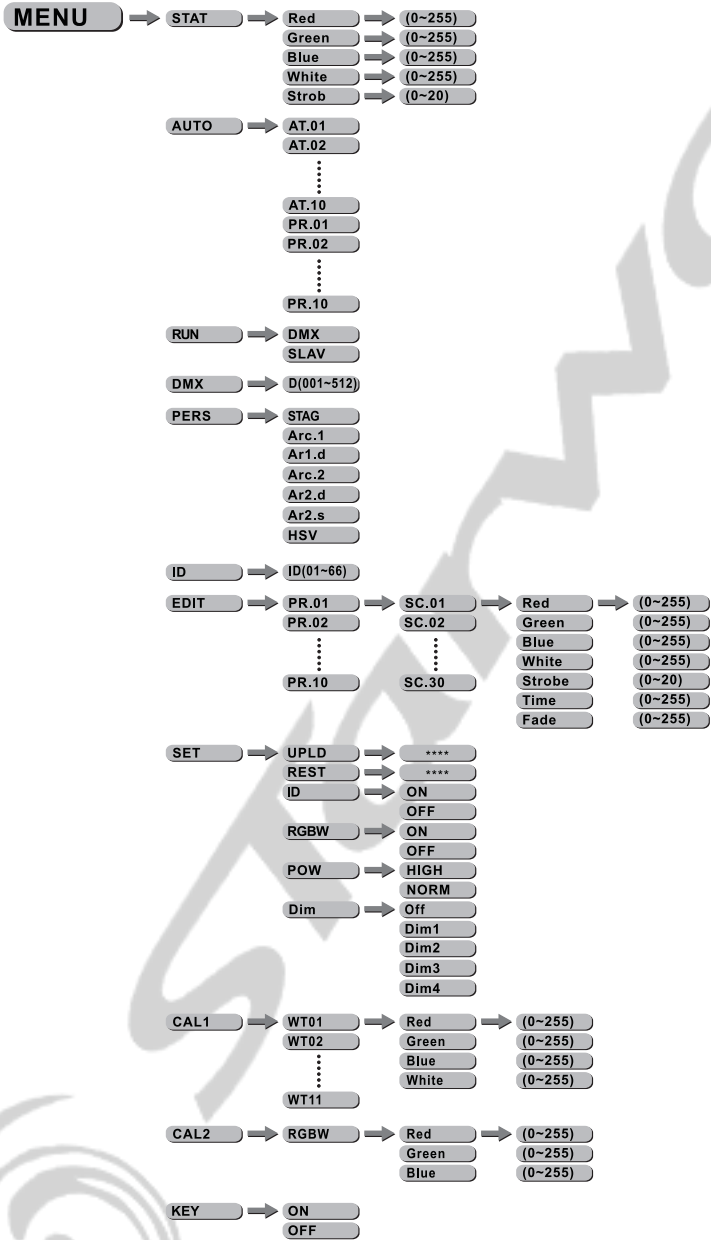 MENU STAT Red (0~255)
Green (0~255)
Blue (0~255)
White (0~255)
Strob (0~20)
AUTO AT.01
AT.02
AT.10
PR.01
PR.02
PR.10
RUN DMX
SLAV
DMX D(001~512)
PERS STAG
Arc.1
Ar1.d
Arc.2
Ar2.d
Ar2.s
HSV
ID ID(01~66)
EDIT PR.01 SC.01 Red (0~255)
PR.02 SC.02 Green (0~255)
Blue (0~255)
White (0~255)
PR.10 SC.30 Strobe (0~20)
Time (0~255)
Fade (0~255)
SET UPLD ****
REST ****
ID ON
OFF
RGBW ON
OFF
POW HIGH
NORM
Dim Off
Dim1
Dim2
Dim3
Dim4
CAL1 WT01 Red (0~255)
WT02 Green (0~255)
Blue (0~255)
White (0~255)
WT11
CAL2 RGBW Red (0~255)
Green (0~255)
Blue (0~255)
KEY ON
OFF